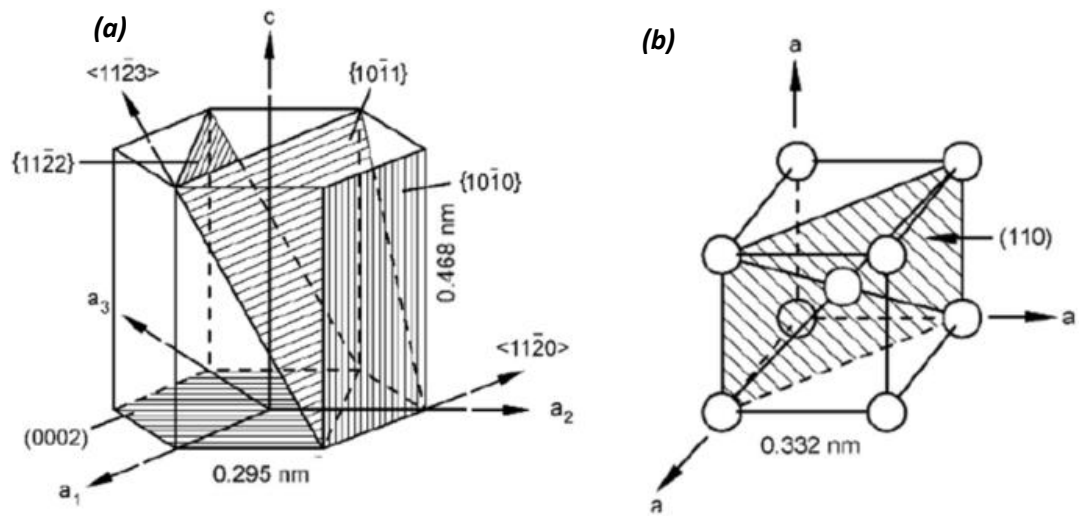 (a)
c
<112̄3>
{101̄1}
{112̄2}
{101̄0}
0.468 nm
a3
<112̄0>
a2
(0002)
0.295 nm
a1
(b)
a
(110)
a
0.332 nm
a